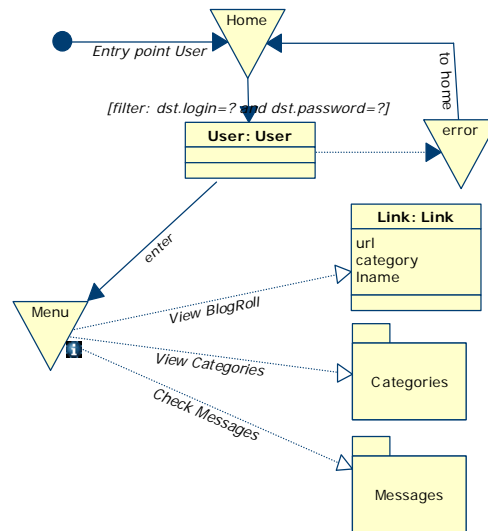 Home
Entry point User
to home
[filter: dst.login=? and dst.password=?]
User: User
error
enter
Link: Link
url
category
lname
Menu
i
View BlogRoll
View Categories
Categories
Check Messages
Messages